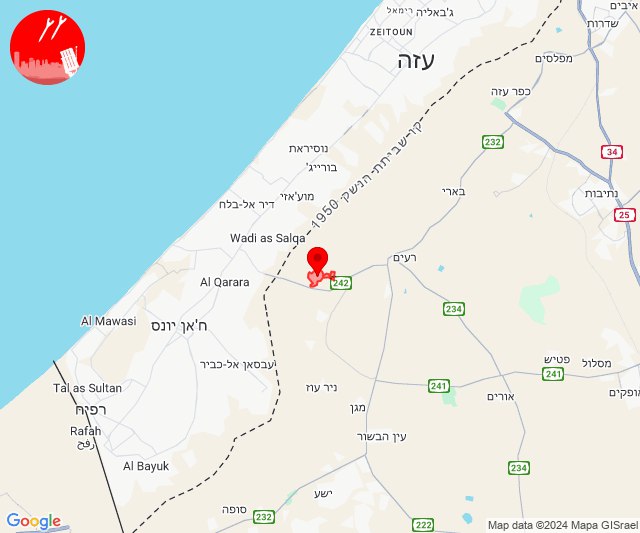 ג'באליה
רימאל
איבים
שדרות
ZEITOUN
עזה
מפלסים
כפר עזה
232
34
נוסיראת
בורייג'
קו שביתת-הנשק 1950
בארי
נתיבות
מוע'אזי
דיר אל-בלח
25
Wadi as Salqa
רעים
Al Qarara
242
234
Al Mawasi
ח'אן יונס
עבסאן אל-כביר
פטיש
מסלול
241
241
Tal as Sultan
ניר עוז
אורים
אופקים
רפיח
מגן
Rafah
رفح
עין הבשור
Al Bayuk
234
ישע
סופה
232
222
Google
Map data ©2024 Mapa GISrael